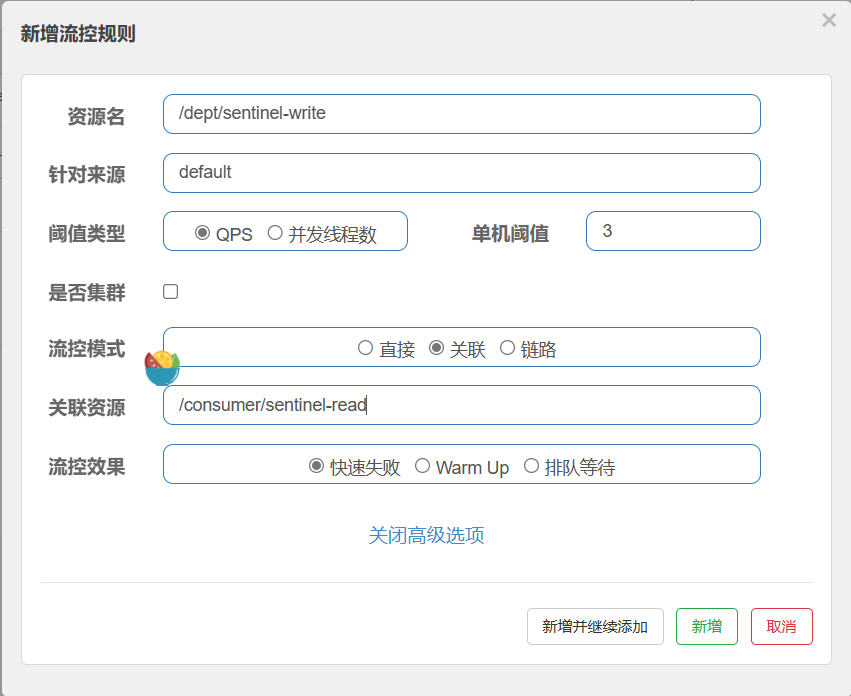 新增流控规则 ×
资源名 /dept/sentinel-write
针对来源 default
阈值类型 QPS 并发线程数 单机阈值 3
是否集群
流控模式 直接 关联 链路
关联资源 /consumer/sentinel-read
流控效果 快速失败 Warm Up 排队等待
关闭高级选项
新增并继续添加 新增 取消